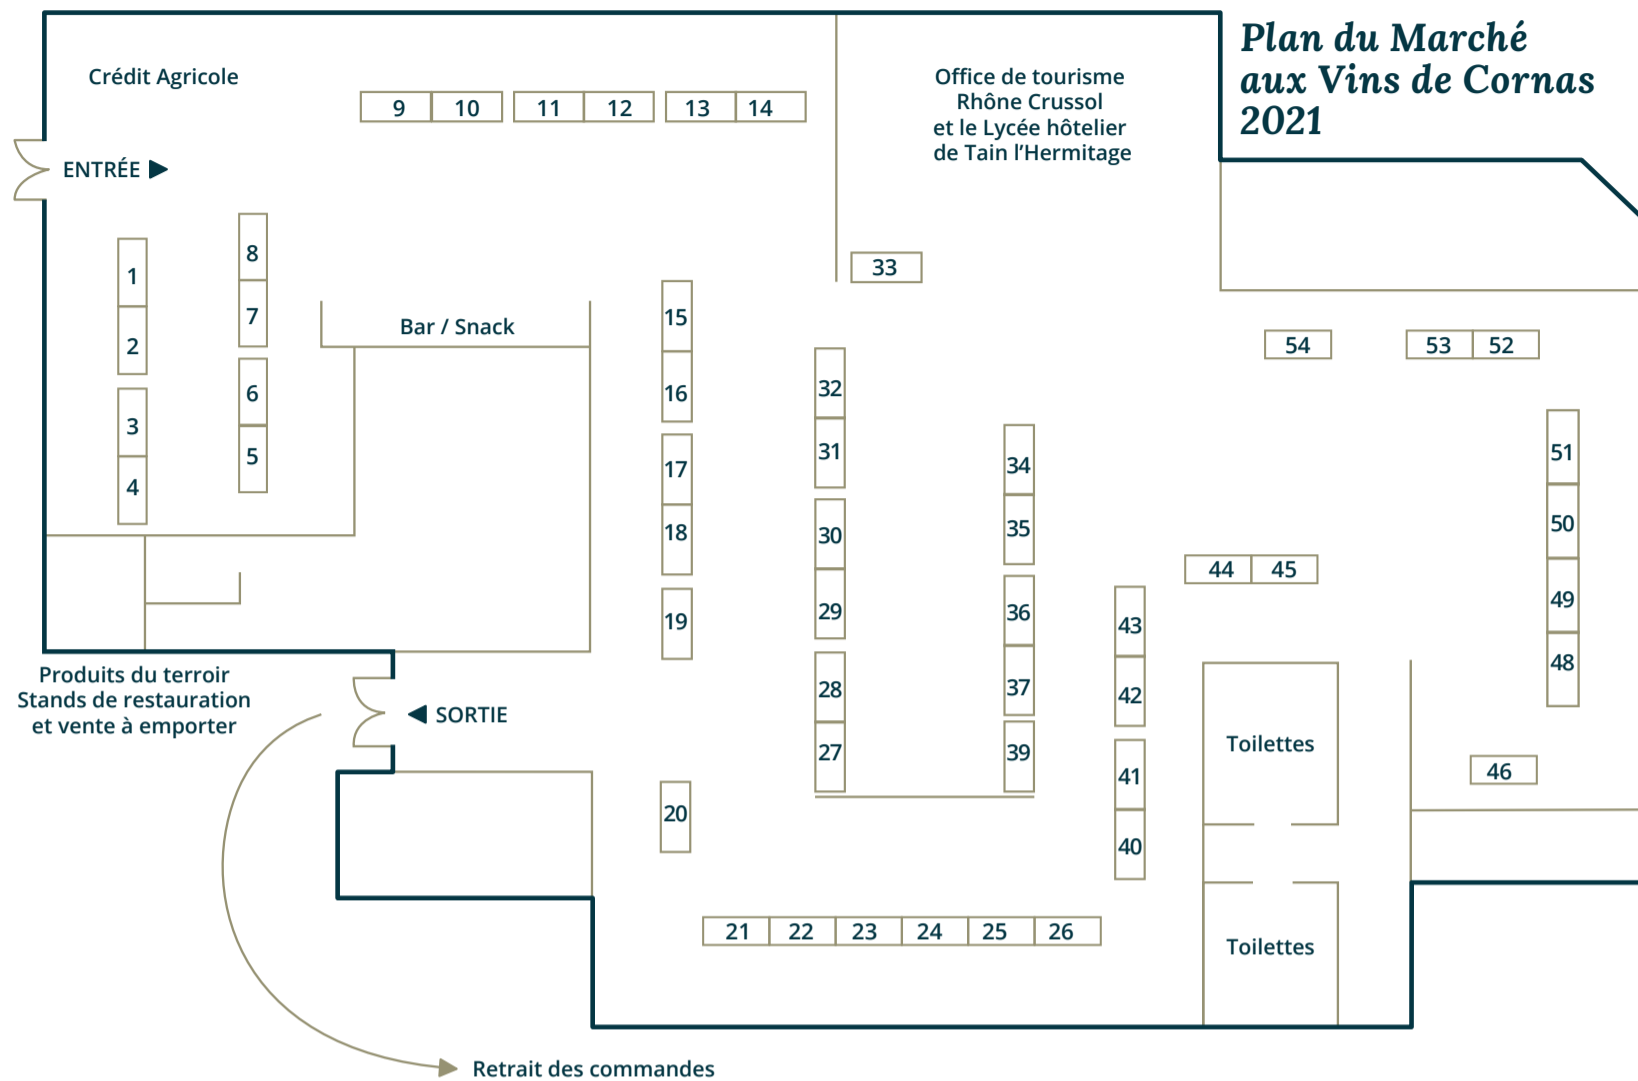 Plan du Marché
aux Vins de Cornas
2021
Crédit Agricole
9 10 11 12 13 14
Office de tourisme
Rhône Crussol
et le Lycée hôtelier
de Tain l'Hermitage
ENTRÉE
1
2
3
4
8
7
6
5
Bar / Snack
15
16
17
18
19
20
33
32
31
30
29
28
27
34
35
36
37
39
43
42
41
40
44 45
54
53 52
51
50
49
48
46
Toilettes
Toilettes
21 22 23 24 25 26
Produits du terroir
Stands de restauration
et vente à emporter
SORTIE
Retrait des commandes